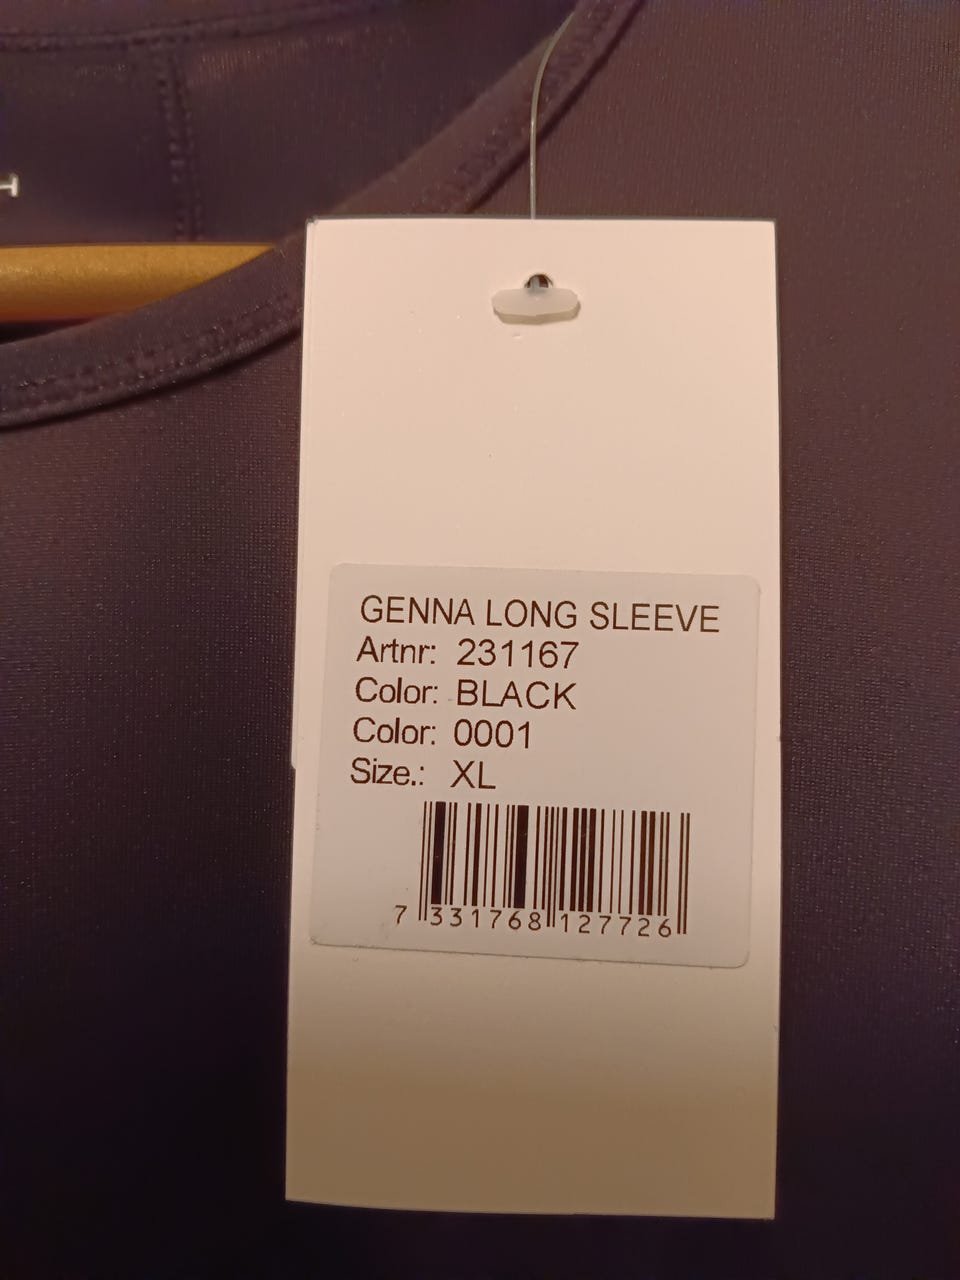 GENNA LONG SLEEVE
Artnr: 231167
Color: BLACK
Color: 0001
Size.: XL
7 331768 127726